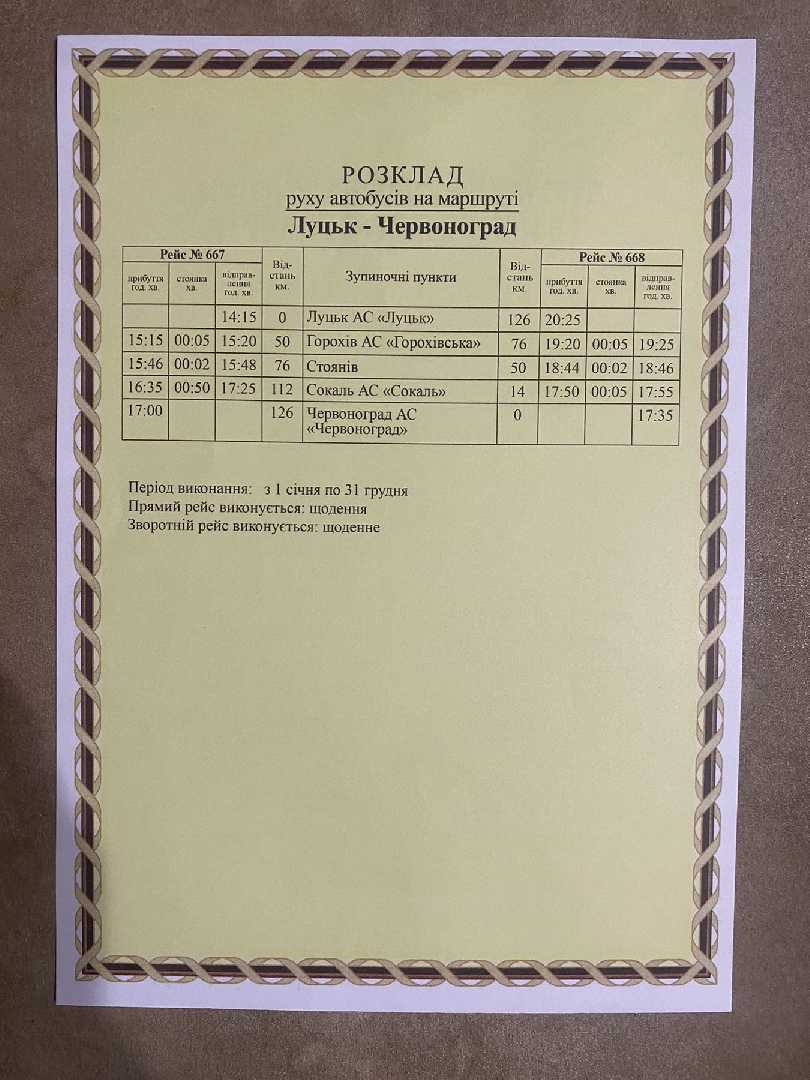 РОЗКЛАД
руху автобусів на маршруті
Луцьк - Червоноград
Рейс № 667 Від-стань км. Зупиночні пункти Від-стань км. Рейс № 668
прибуття год. хв. стоянка хв. відправ-лення год. хв. прибуття год. хв. стоянка хв. відправ-лення год. хв.
14:15 0 Луцьк АС «Луцьк» 126 20:25
15:15 00:05 15:20 50 Горохів АС «Горохівська» 76 19:20 00:05 19:25
15:46 00:02 15:48 76 Стоянів 50 18:44 00:02 18:46
16:35 00:50 17:25 112 Сокаль АС «Сокаль» 14 17:50 00:05 17:55
17:00 126 Червоноград АС 0 17:35
«Червоноград»
Період виконання: з 1 січня по 31 грудня
Прямий рейс виконується: щодення
Зворотній рейс виконується: щоденне